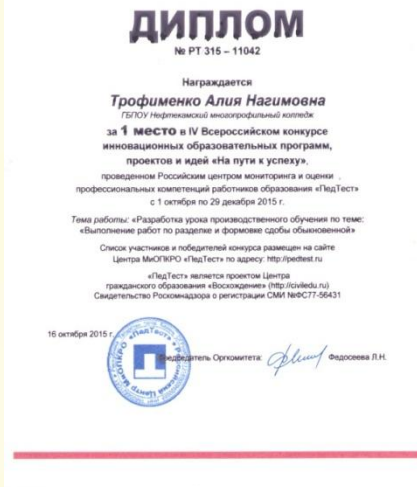 ДИПЛОМ
№ РТ 315 – 11042
Награждается
Трофименко Алия Нагимовна
ГБПОУ Нефтекамский многопрофильный колледж
за 1 место в IV Всероссийском конкурсе
инновационных образовательных программ,
проектов и идей «На пути к успеху»,
проведенном Российским центром мониторинга и оценки
профессиональных компетенций работников образования «ПедТест»
с 1 октября по 29 декабря 2015 г.
Тема работы: «Разработка урока производственного обучения по теме:
«Выполнение работ по разделке и формовке сдобы обыкновенной»
Список участников и победителей конкурса размещен на сайте
Центра МиОПКРО «ПедТест» по адресу: http://pedtest.ru
«ПедТест» является проектом Центра
гражданского образования «Восхождение» (http://civiledu.ru)
Свидетельство Роскомнадзора о регистрации СМИ №ФС77-56431
16 октября 2015 г.
Председатель Оргкомитета: Федосеева Л.Н.